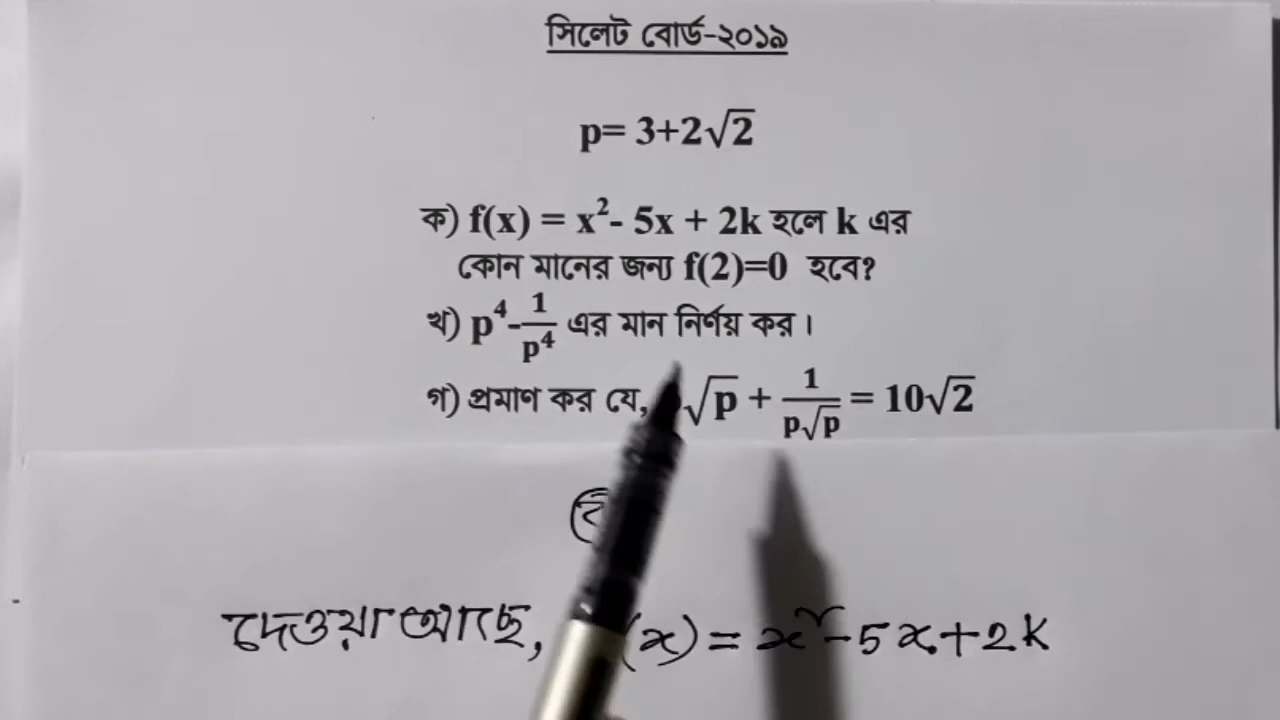 সিলেট বোর্ড-২০১৯
p= 3+2√2
ক) f(x) = x²- 5x + 2k হলে k এর
কোন মানের জন্য f(2)=0 হবে?
খ) p⁴-1/p⁴ এর মান নির্ণয় কর।
গ) প্রমাণ কর যে, √p + 1/p√p = 10√2
দেওয়া আছে, (x) = x²-5x+2k